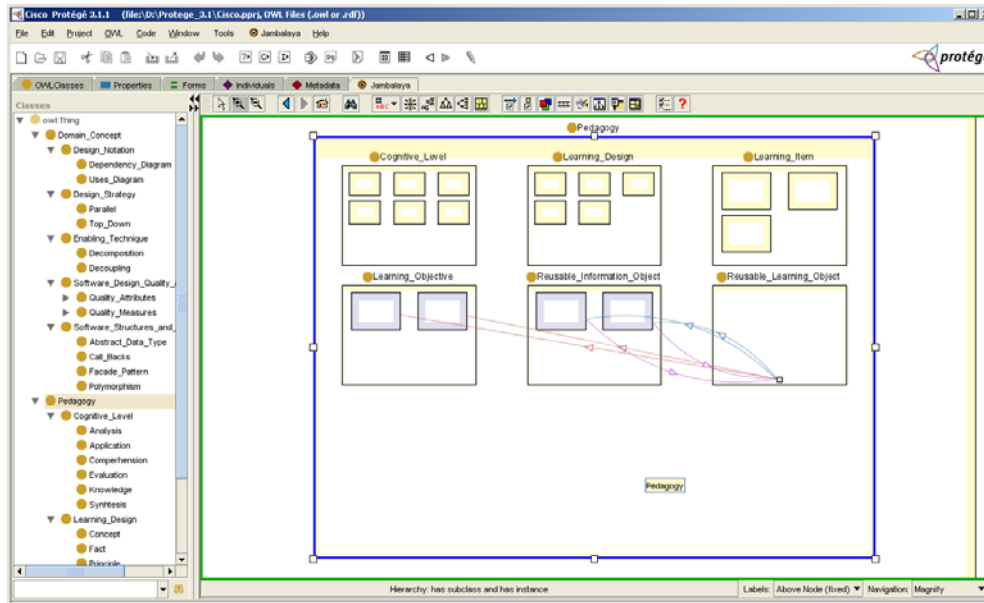 Cisco Protégé 3.1.1 (file:\D:\Protege_3.1\Cisco.pprj, OWL Files (.owl or .rdf))
File Edit Project OWL Code Window Tools Jambalaya Help
protégé
OWLClasses Properties Forms Individuals Metadata Jambalaya
Classes
owl:Thing
Domain_Concept
Design_Notation
Dependency_Diagram
Uses_Diagram
Design_Strategy
Parallel
Top_Down
Enabling_Technique
Decomposition
Decoupling
Software_Design_Quality_
Quality_Attributes
Quality_Measures
Software_Structures_and_
Abstract_Data_Type
Call_Backs
Facade_Pattern
Polymorphism
Pedagogy
Cognitive_Level
Analysis
Application
Comperhension
Evaluation
Knowledge
Synhtesis
Learning_Design
Concept
Fact
Principle
Pedagogy
Cognitive_Level Learning_Design Learning_Item
Learning_Objective Reusable_Information_Object Reusable_Learning_Object
Pedagogy
Hierarchy: has subclass and has instance Labels: Above Node (fixed) Navigation: Magnify